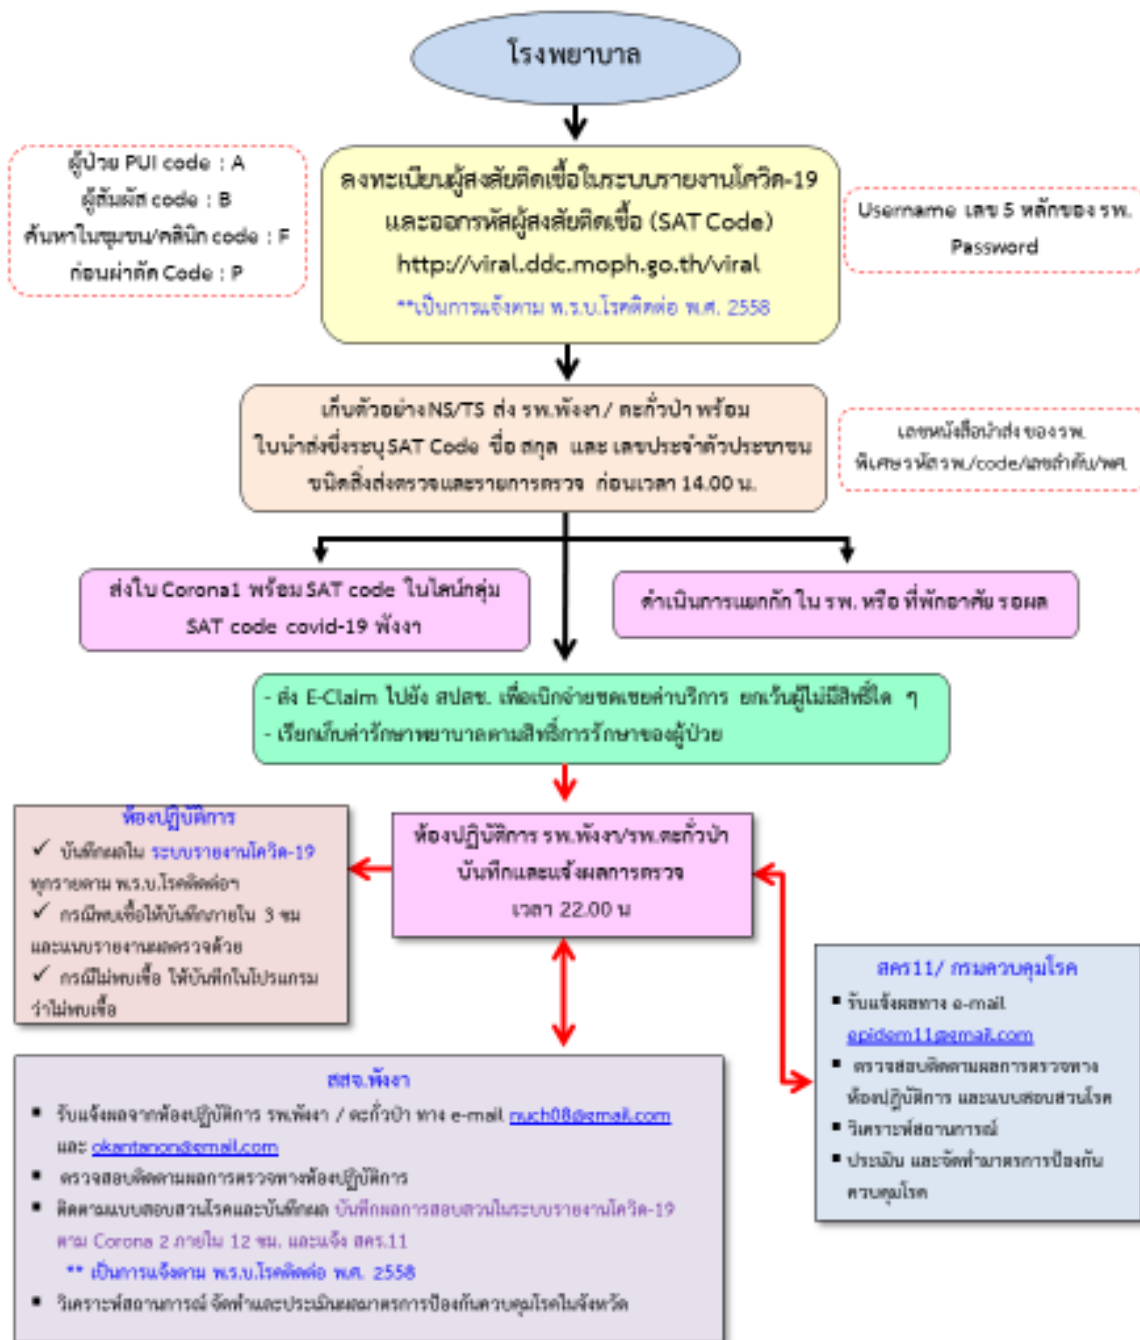 โรงพยาบาล
ผู้ป่วย PUI code : A
ผู้สัมผัส code : B
ค้นหาในชุมชน/คลินิก code : F
ก่อนผ่าตัด Code : P
ลงทะเบียนผู้สงสัยติดเชื้อในระบบรายงานโควิด-19
และออกรหัสผู้สงสัยติดเชื้อ (SAT Code)
http://viral.ddc.moph.go.th/viral
**เป็นการแจ้งตาม พ.ร.บ.โรคติดต่อ พ.ศ. 2558
Username เลข 5 หลักของ รพ.
Password
เก็บตัวอย่าง NS/TS ส่ง รพ.พังงา / ตะกั่วป่า พร้อม
ใบนำส่งซึ่งระบุ SAT Code ชื่อ สกุล และ เลขประจำตัวประชาชน
ชนิดสิ่งส่งตรวจและรายการตรวจ ก่อนเวลา 14.00 น.
เลขหนังสือนำส่ง ของ รพ.
พิเศษ รหัส รพ./code/เลขลำดับ/พศ.
ส่งใบ Corona1 พร้อม SAT code ในไลน์กลุ่ม
SAT code covid-19 พังงา
ดำเนินการแยกกัก ใน รพ. หรือ ที่พักอาศัย รอผล
- ส่ง E-Claim ไปยัง สปสช. เพื่อเบิกจ่ายชดเชยค่าบริการ ยกเว้นผู้ไม่มีสิทธิ์ใด ๆ
- เรียกเก็บค่ารักษาพยาบาลตามสิทธิ์การรักษาของผู้ป่วย
ห้องปฏิบัติการ
✓ บันทึกผลใน ระบบรายงานโควิด-19
ทุกรายตาม พ.ร.บ.โรคติดต่อฯ
✓ กรณีพบเชื้อให้บันทึกภายใน 3 ชม
และแนบรายงานผลตรวจด้วย
✓ กรณีไม่พบเชื้อ ให้บันทึกในโปรแกรม
ว่าไม่พบเชื้อ
ห้องปฏิบัติการ รพ.พังงา/รพ.ตะกั่วป่า
บันทึกและแจ้งผลการตรวจ
เวลา 22.00 น
สคร11/ กรมควบคุมโรค
▪ รับแจ้งผลทาง e-mail
epidem11@gmail.com
▪ ตรวจสอบติดตามผลการตรวจทาง
ห้องปฏิบัติการ และแบบสอบสวนโรค
▪ วิเคราะห์สถานการณ์
▪ ประเมิน และจัดทำมาตรการป้องกัน
ควบคุมโรค
สสจ.พังงา
▪ รับแจ้งผลจากห้องปฏิบัติการ รพ.พังงา / ตะกั่วป่า ทาง e-mail nuch08@gmail.com
และ okantanon@gmail.com
▪ ตรวจสอบติดตามผลการตรวจทางห้องปฏิบัติการ
▪ ติดตามแบบสอบสวนโรคและบันทึกผล บันทึกผลการสอบสวนในระบบรายงานโควิด-19
ตาม Corona 2 ภายใน 12 ชม. และแจ้ง สคร.11
** เป็นการแจ้งตาม พ.ร.บ.โรคติดต่อ พ.ศ. 2558
▪ วิเคราะห์สถานการณ์ จัดทำและประเมินผลมาตรการป้องกันควบคุมโรคในจังหวัด